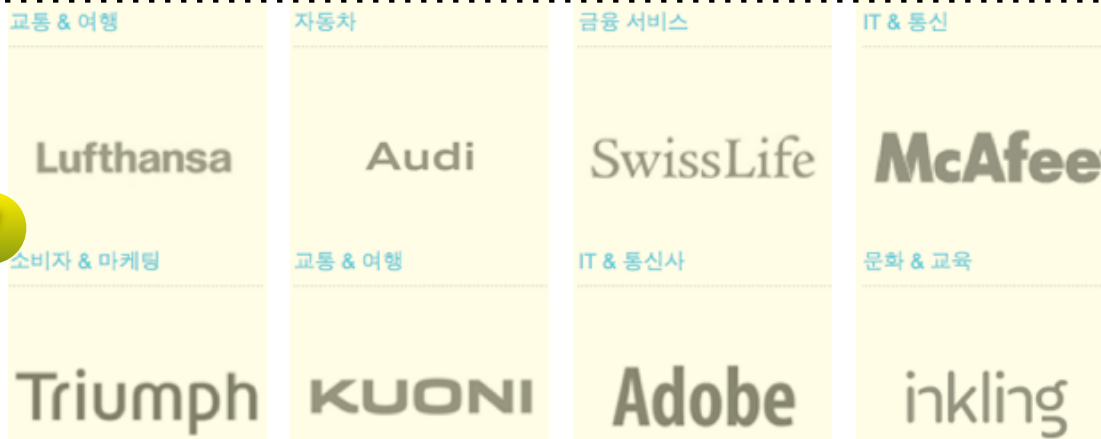 교통 & 여행
자동차
금융 서비스
IT & 통신
Lufthansa
Audi
SwissLife
McAfee
소비자 & 마케팅
교통 & 여행
IT & 통신사
문화 & 교육
Triumph
KUONI
Adobe
inkling